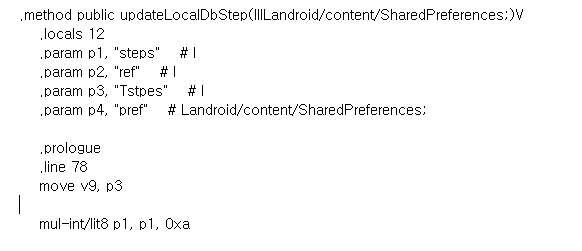 .method public updateLocalDbStep(IIILandroid/content/SharedPreferences;)V
.locals 12
.param p1, "steps"    # I
.param p2, "ref"    # I
.param p3, "Tstpes"    # I
.param p4, "pref"    # Landroid/content/SharedPreferences;
.prologue
.line 78
move v9, p3
mul-int/lit8 p1, p1, 0xa